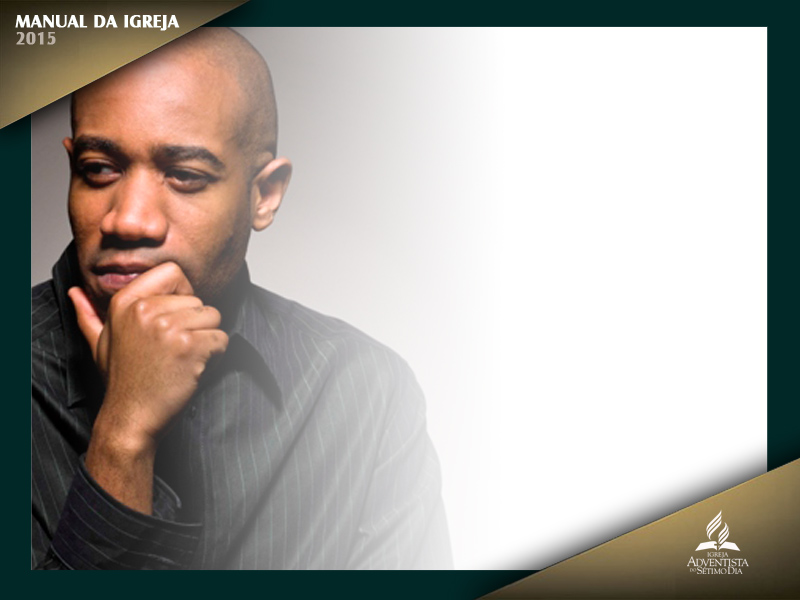 MANUAL DA IGREJA
2015
IGREJA
ADVENTISTA
DO SÉTIMO DIA